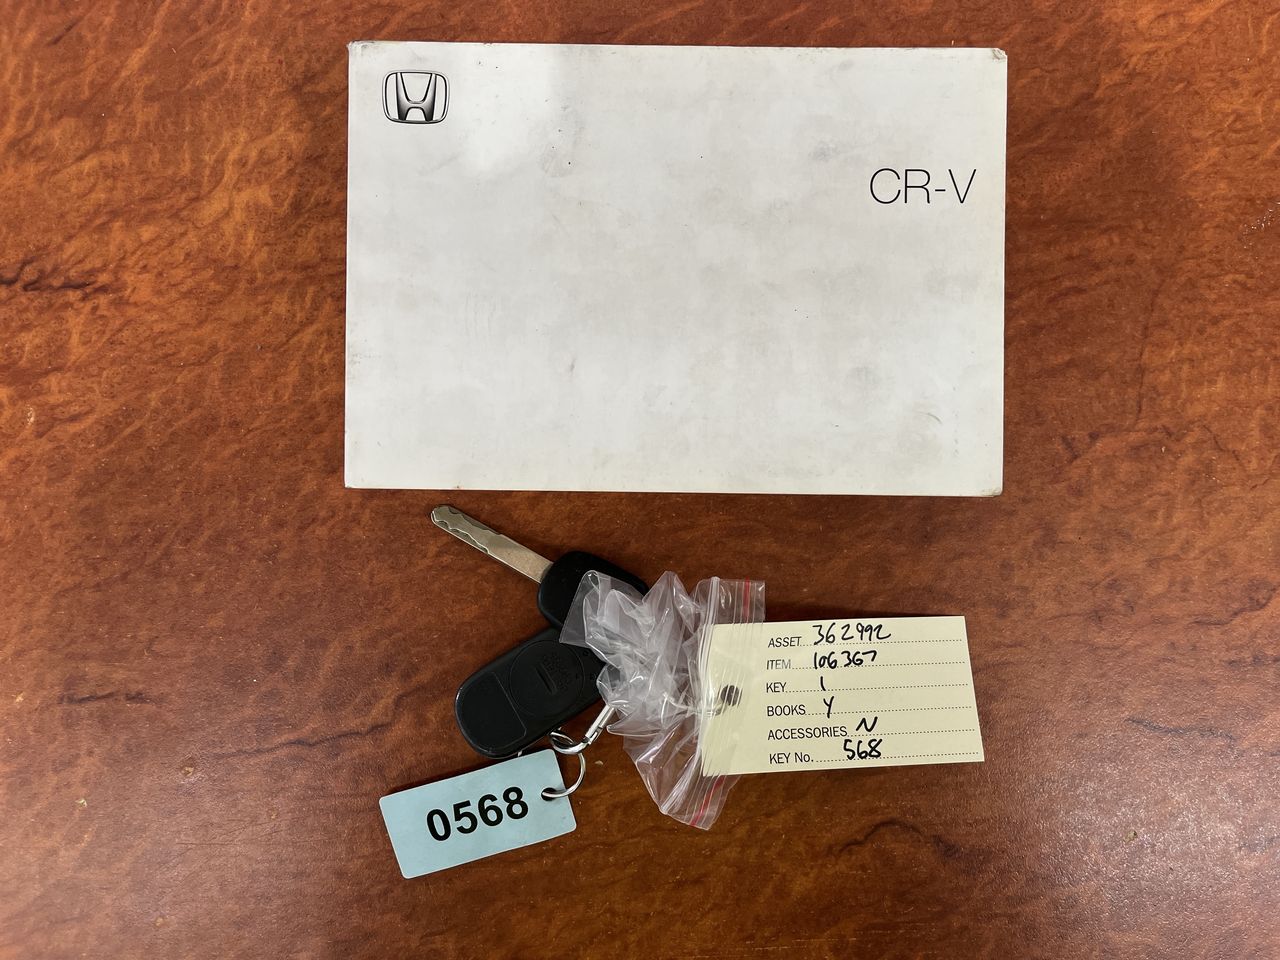 CR-V
ASSET 362992
ITEM 106367
KEY 1
BOOKS Y
ACCESSORIES N
KEY No. 568
0568